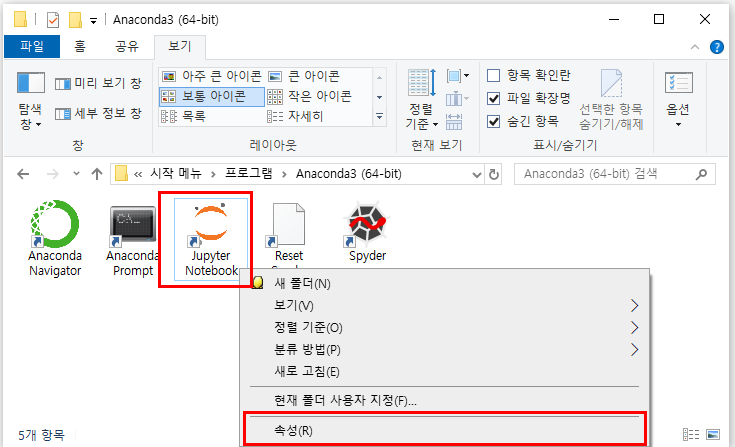 Anaconda3 (64-bit)
파일 홈 공유 보기
탐색 창
미리 보기 창
세부 정보 창
창
아주 큰 아이콘 큰 아이콘
보통 아이콘 작은 아이콘
목록 자세히
레이아웃
정렬 기준
현재 보기
항목 확인란
파일 확장명
숨긴 항목
선택한 항목
숨기기/해제
표시/숨기기
옵션
« 시작 메뉴 > 프로그램 > Anaconda3 (64-bit)
Anaconda3 (64-bit) 검색
Anaconda
Navigator
Anaconda
Prompt
Jupyter
Notebook
Reset
Spyder
새 폴더(N)
보기(V)
정렬 기준(O)
분류 방법(P)
새로 고침(E)
현재 폴더 사용자 지정(F)...
속성(R)
5개 항목